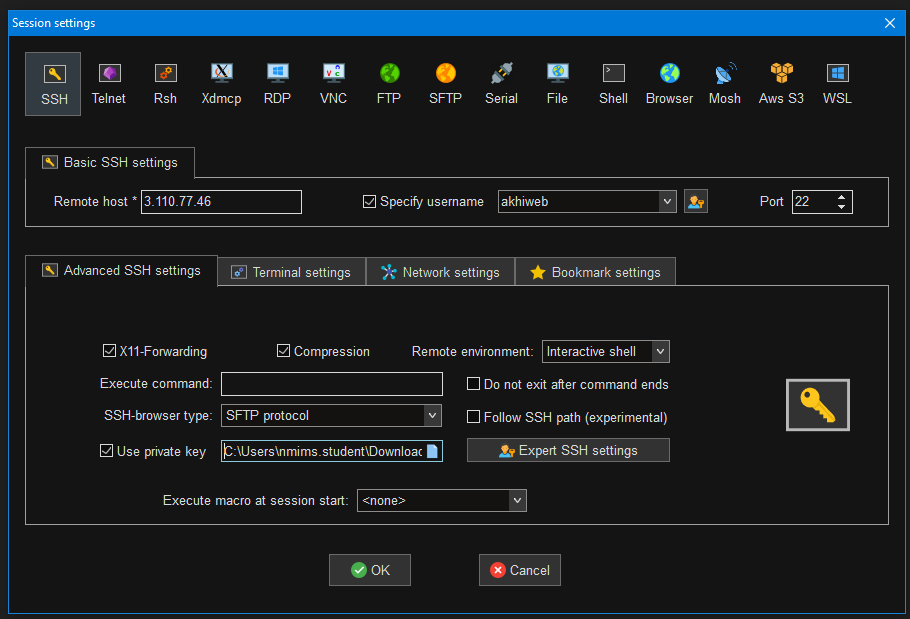 Session settings
SSH Telnet Rsh Xdmcp RDP VNC FTP SFTP Serial File Shell Browser Mosh Aws S3 WSL
Basic SSH settings
Remote host * 3.110.77.46 Specify username akhiweb Port 22
Advanced SSH settings Terminal settings Network settings Bookmark settings
X11-Forwarding Compression Remote environment: Interactive shell
Execute command: Do not exit after command ends
SSH-browser type: SFTP protocol Follow SSH path (experimental)
Use private key C:\Users\nmims.student\Downloac Expert SSH settings
Execute macro at session start: <none>
OK Cancel